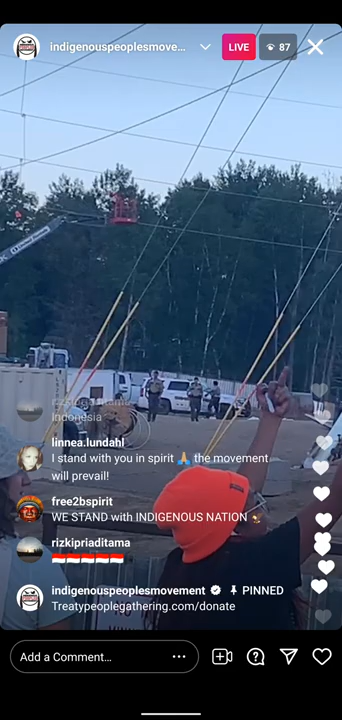 indigenouspeoplesmove...
LIVE
87
Indonesia
linnea.lundahl
I stand with you in spirit 🙏 the movement
will prevail!
free2bspirit
WE STAND with INDIGENOUS NATION
rizkipriaditama
🇮🇩🇮🇩🇮🇩🇮🇩🇮🇩
indigenouspeoplesmovement PINNED
Treatypeoplegathering.com/donate
Add a Comment...